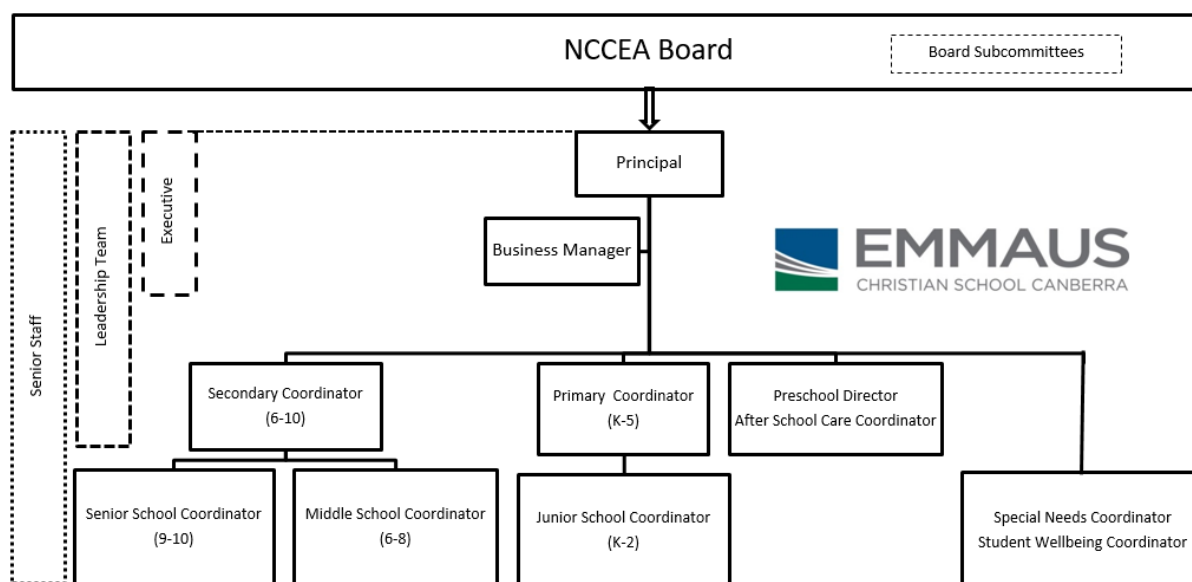 NCCEA Board
Board Subcommittees
Senior Staff
Leadership Team
Executive
Principal
Business Manager
EMMAUS
CHRISTIAN SCHOOL CANBERRA
Secondary Coordinator
(6-10)
Primary Coordinator
(K-5)
Preschool Director
After School Care Coordinator
Senior School Coordinator
(9-10)
Middle School Coordinator
(6-8)
Junior School Coordinator
(K-2)
Special Needs Coordinator
Student Wellbeing Coordinator